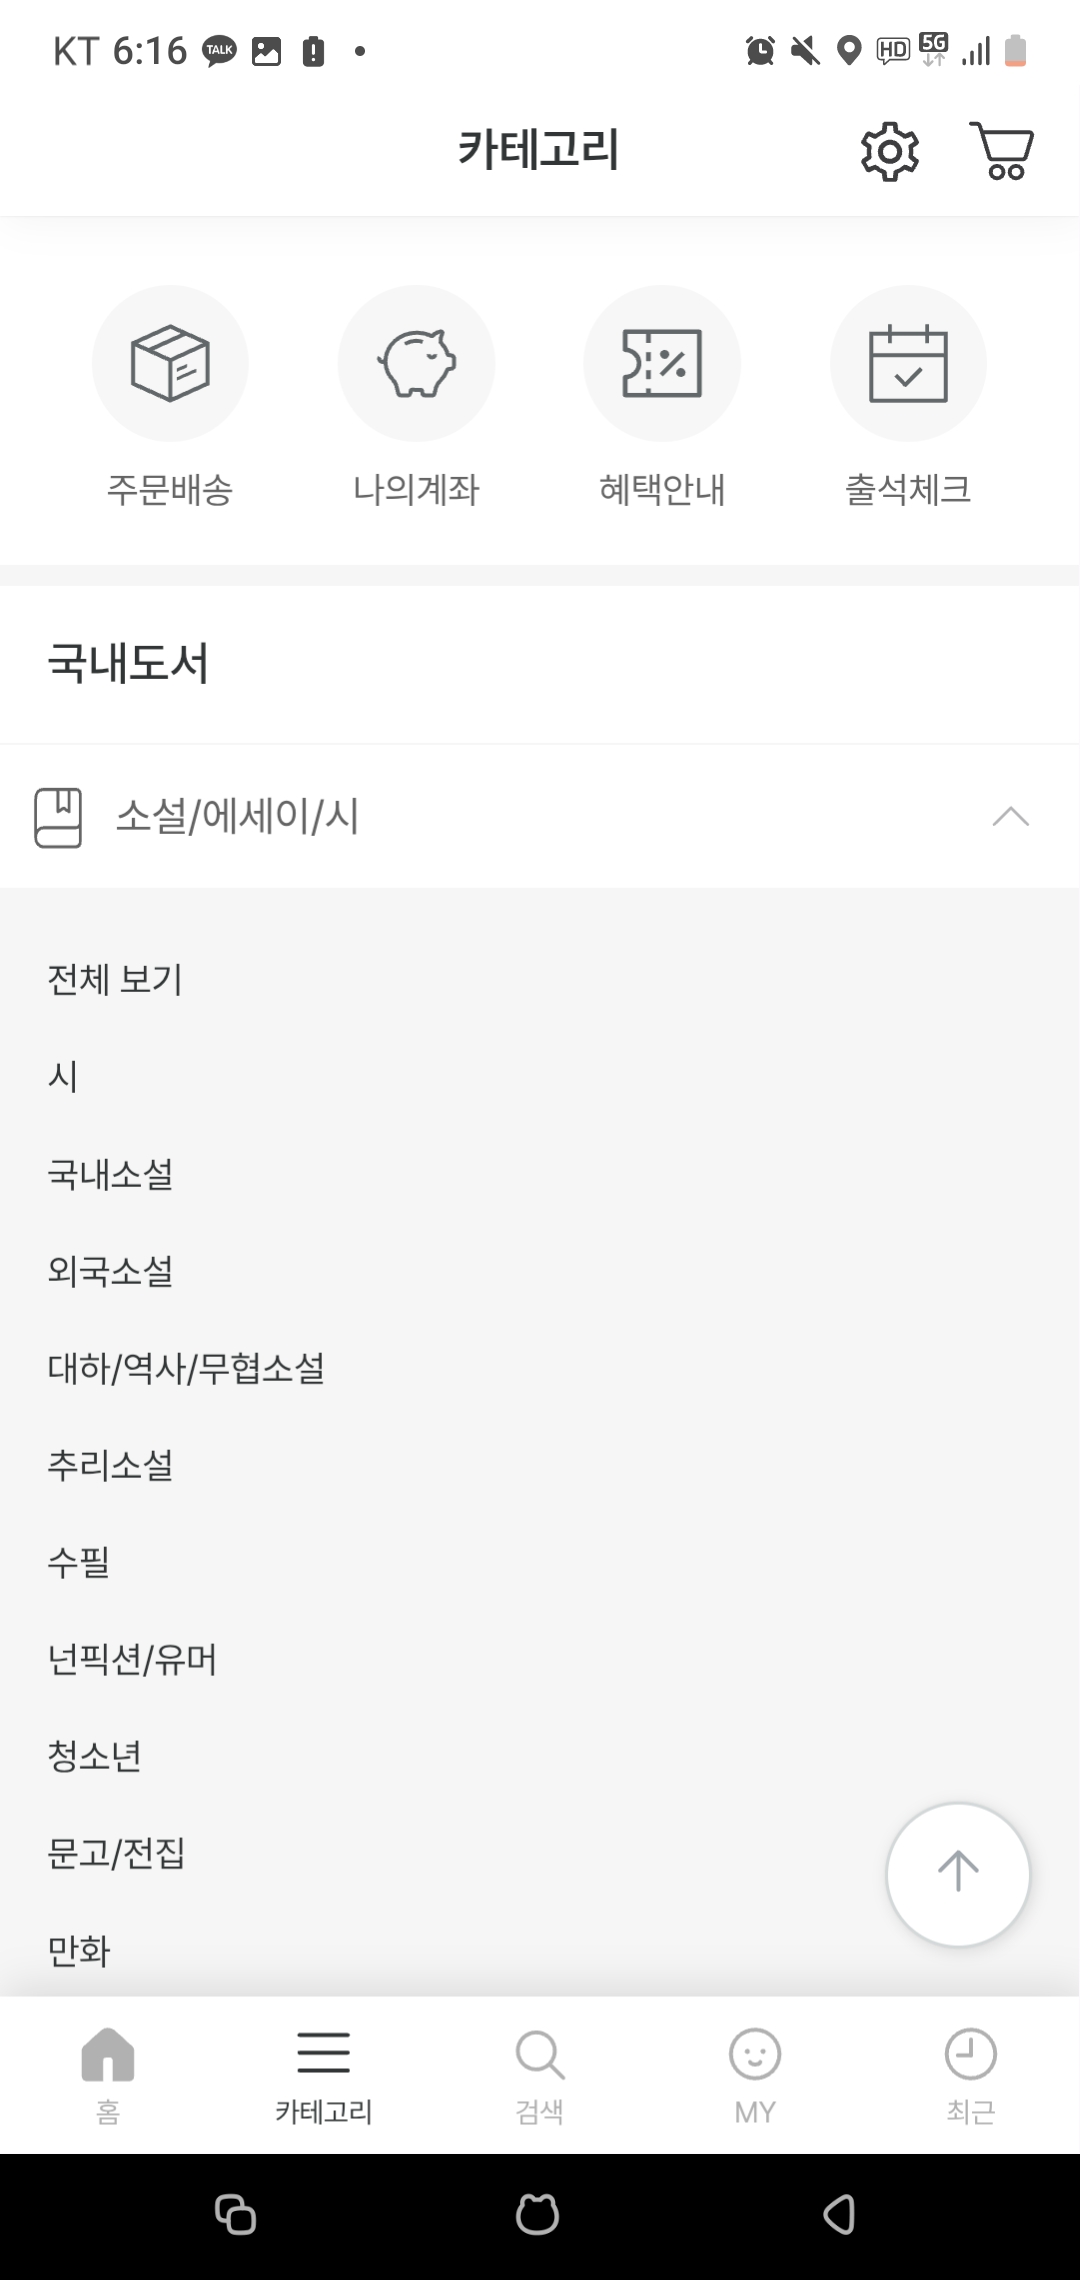 KT 6:16 TALK HD 5G
카테고리
주문배송 나의계좌 혜택안내 출석체크
국내도서
소설/에세이/시
전체 보기
시
국내소설
외국소설
대하/역사/무협소설
추리소설
수필
넌픽션/유머
청소년
문고/전집
만화
홈 카테고리 검색 MY 최근